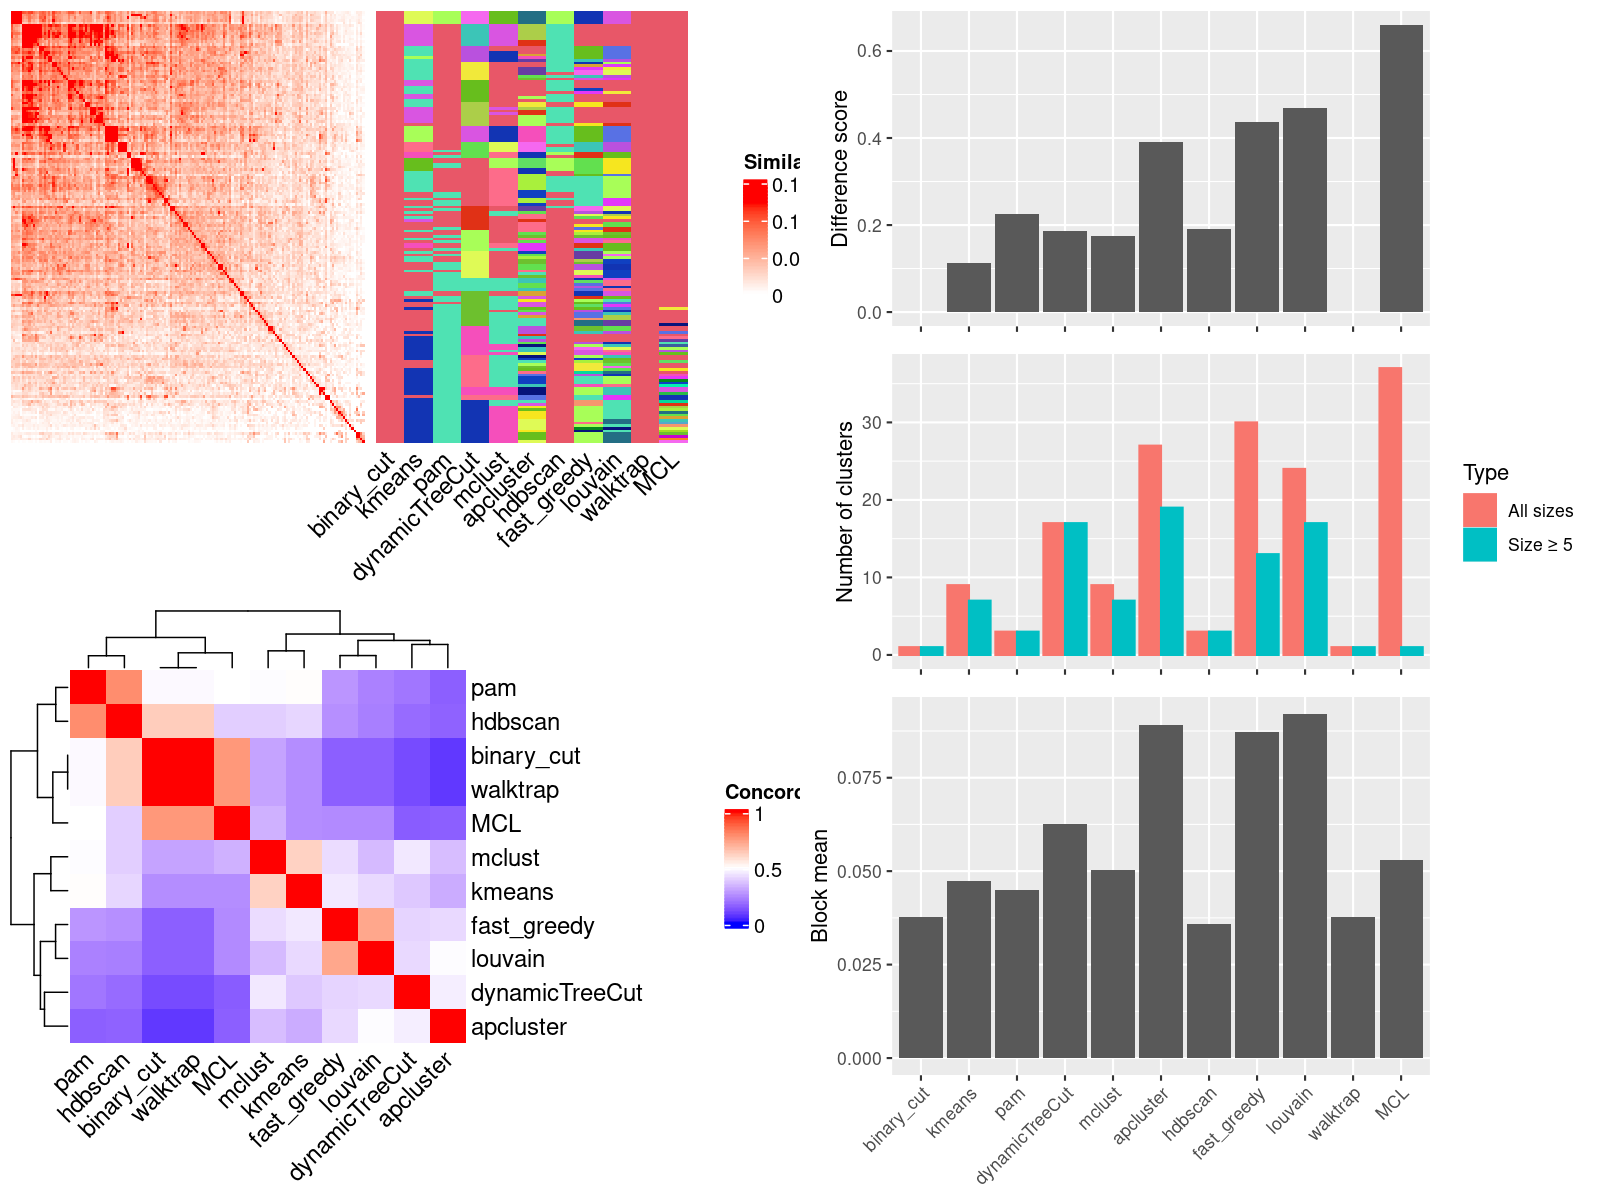 Simila
0.1
0.1
0.0
0
binary_cut
kmeans
pam
dynamicTreeCut
mclust
apcluster
hdbscan
fast_greedy
louvain
walktrap
MCL
pam
hdbscan
binary_cut
walktrap
MCL
mclust
kmeans
fast_greedy
louvain
dynamicTreeCut
apcluster
pam
hdbscan
binary_cut
walktrap
MCL
mclust
kmeans
fast_greedy
louvain
dynamicTreeCut
apcluster
Concord
1
0.5
0
Difference score
0.6
0.4
0.2
0.0
Number of clusters
30
20
10
0
Type
All sizes
Size ≥ 5
Block mean
0.075
0.050
0.025
0.000
binary_cut
kmeans
pam
dynamicTreeCut
mclust
apcluster
hdbscan
fast_greedy
louvain
walktrap
MCL